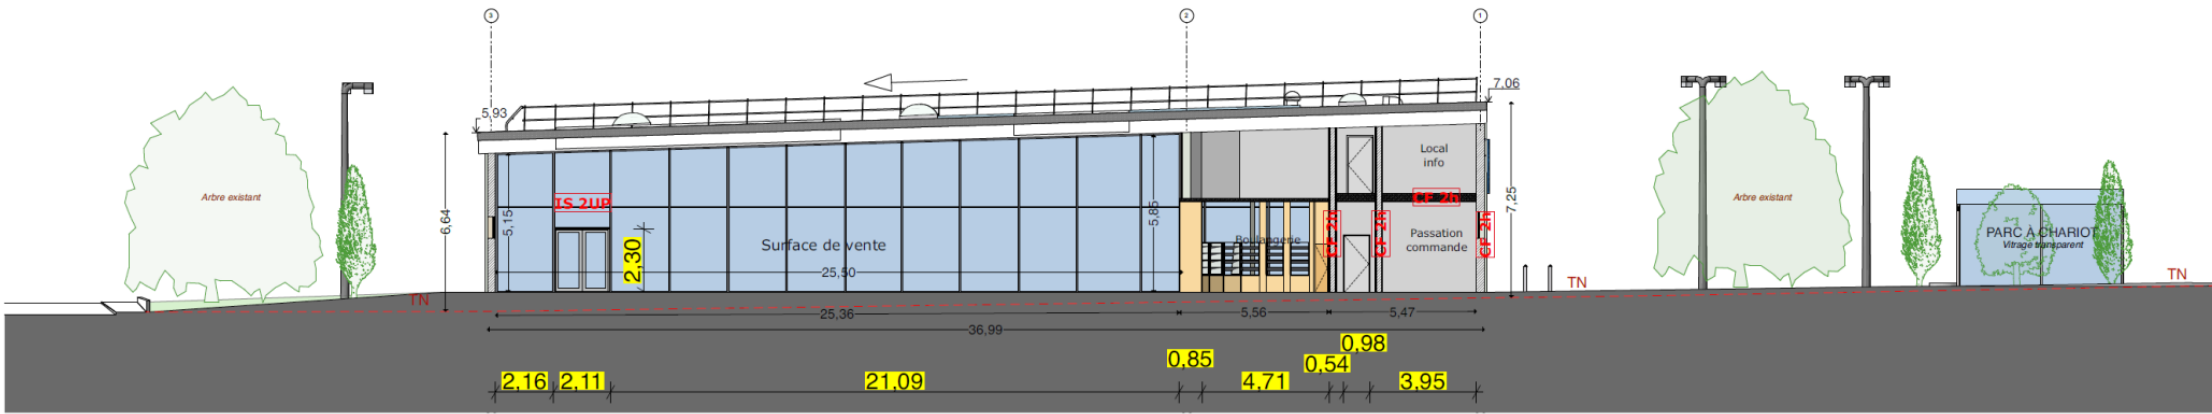 3
2
1
5,93
7,06
Arbre existant
6,64
5,15
IS 2UP
2,30
Surface de vente
25,50
5,85
Boulangerie
CF 2h
CF 2h
Local
info
CF 2h
Passation
commande
CF 2h
7,25
Arbre existant
PARC À CHARIOT
Vitrage transparent
TN
TN
TN
25,36
5,56
5,47
36,99
0,85
0,54
0,98
2,16
2,11
21,09
4,71
3,95